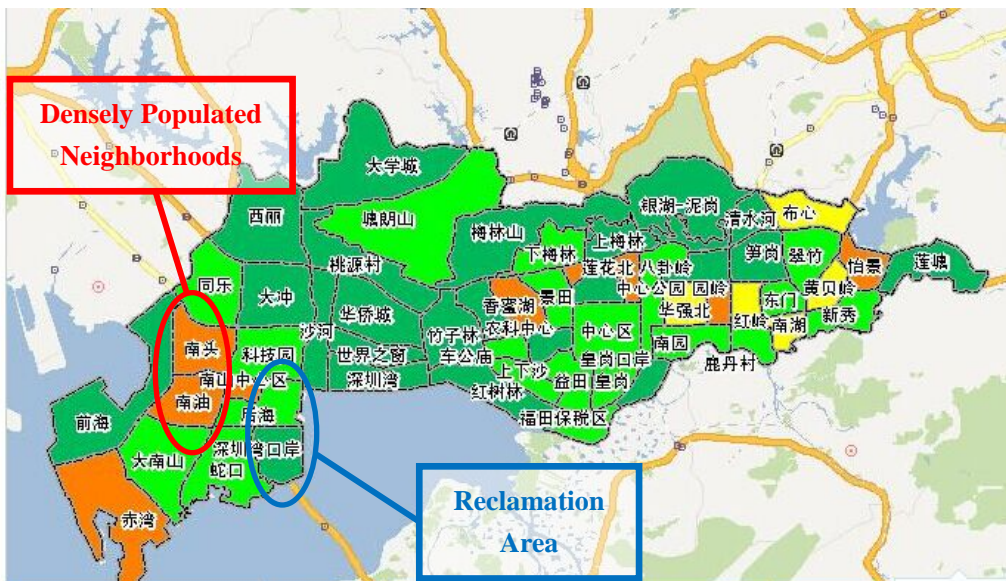 Densely Populated
Neighborhoods
大学城
西丽
塘朗山
银湖-泥岗
布心
清水河
梅林山
上梅林
下梅林
桃源村
笋岗
翠竹
怡景
莲塘
莲花北
八卦岭
同乐
大冲
中心公园
园岭
黄贝岭
香蜜湖
景田
东门
华侨城
华强北
新秀
沙河
竹子林
农科中心
中心区
红岭
南湖
南头
科技园
世界之窗
车公庙
南园
皇岗口岸
鹿丹村
南山中心区
深圳湾
上下沙
益田
皇岗
南油
红树林
后海
福田保税区
前海
深圳湾口岸
大南山
蛇口
赤湾
Reclamation
Area